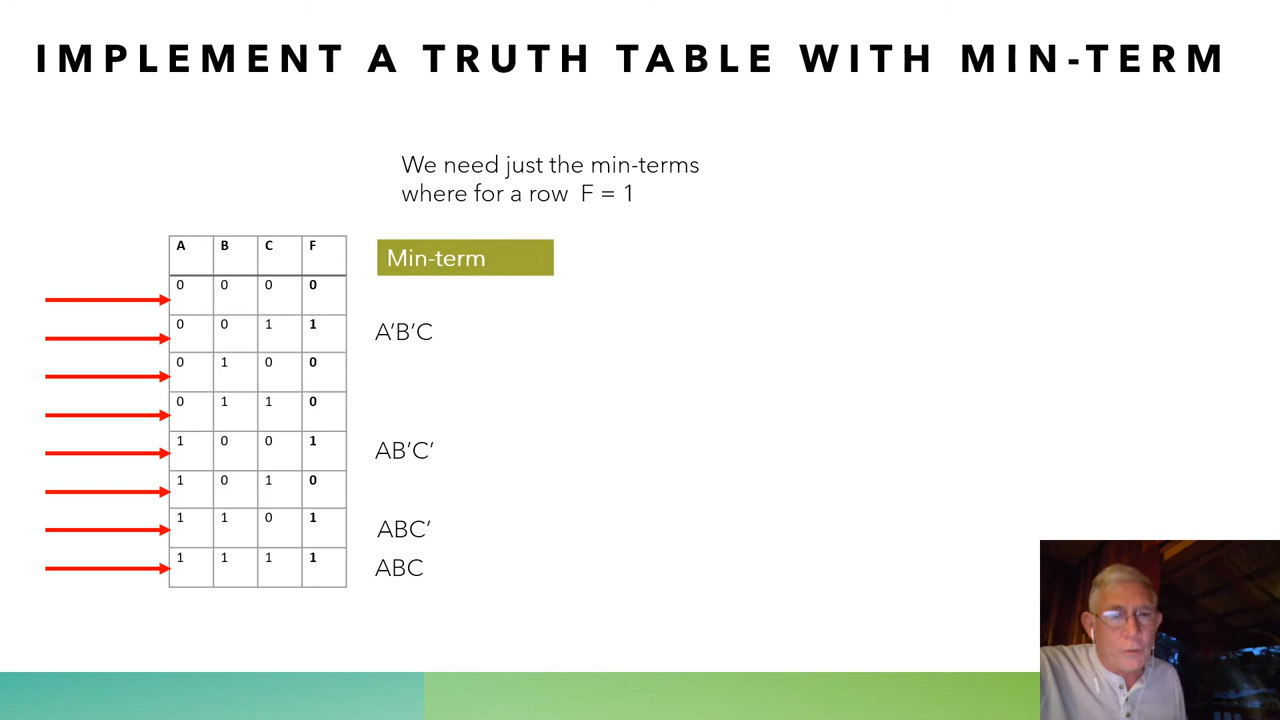 IMPLEMENT A TRUTH TABLE WITH MIN-TERM
We need just the min-terms
where for a row F = 1
A B C F Min-term
0 0 0 0
0 0 1 1 A'B'C
0 1 0 0
0 1 1 0
1 0 0 1 AB'C'
1 0 1 0
1 1 0 1 ABC'
1 1 1 1 ABC